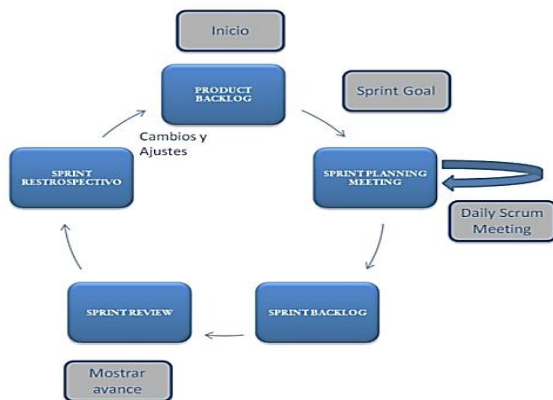 Inicio
PRODUCT
BACKLOG
Sprint Goal
Cambios y
Ajustes
SPRINT
RESTROSPECTIVO
SPRINT PLANNING
MEETING
Daily Scrum
Meeting
SPRINT REVIEW
SPRINT BACKLOG
Mostrar
avance